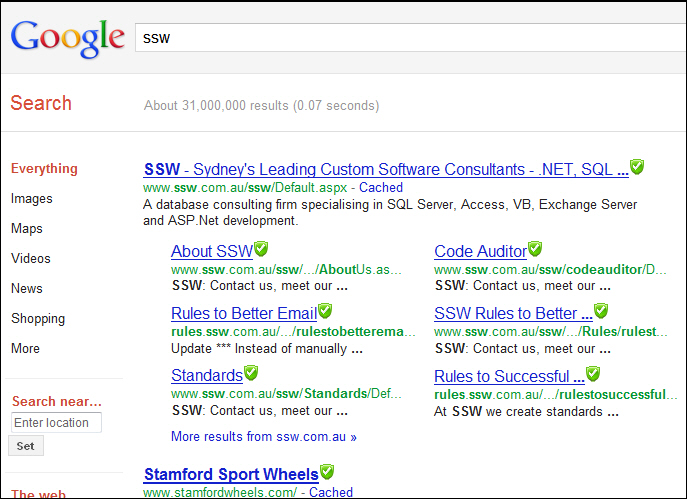 Google
ssw
Search
About 31,000,000 results (0.07 seconds)
Everything
Images
Maps
Videos
News
Shopping
More
Search near...
Enter location
Set
The web
SSW - Sydney's Leading Custom Software Consultants - .NET, SQL ...
www.ssw.com.au/ssw/Default.aspx - Cached
A database consulting firm specialising in SQL Server, Access, VB, Exchange Server
and ASP.Net development.
About SSW
www.ssw.com.au/ssw/.../AboutUs.as...
SSW: Contact us, meet our ...
Code Auditor
www.ssw.com.au/ssw/codeauditor/D...
SSW: Contact us, meet our ...
Rules to Better Email
rules.ssw.com.au/.../rulestobetterema...
Update *** Instead of manually ...
SSW Rules to Better ...
www.ssw.com.au/ssw/.../Rules/rulest...
SSW: Contact us, meet our ...
Standards
www.ssw.com.au/ssw/Standards/Def...
SSW: Contact us, meet our ...
Rules to Successful ...
rules.ssw.com.au/.../rulestosuccessful...
At SSW we create standards ...
More results from ssw.com.au »
Stamford Sport Wheels
www.stamfordwheels.com/ - Cached